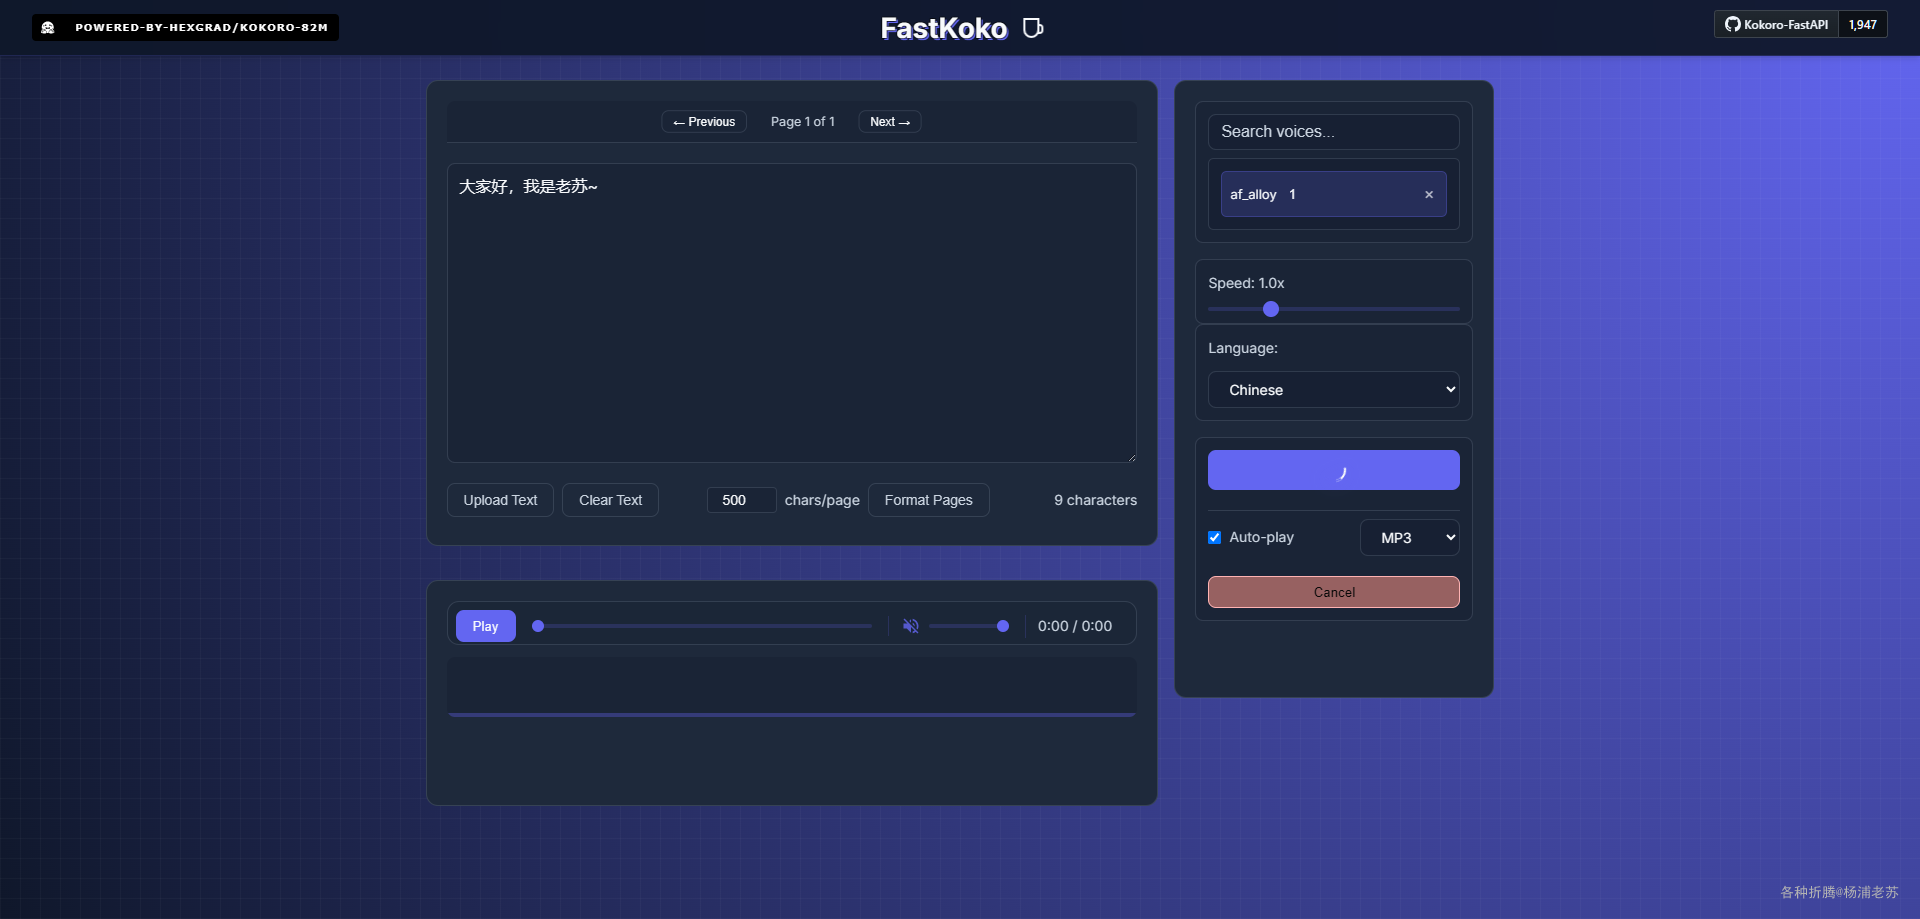 POWERED-BY-HEXGRAD/KOKORO-82M
FastKoko
Kokoro-FastAPI 1,947
← Previous Page 1 of 1 Next →
大家好，我是老苏~
Upload Text Clear Text 500 chars/page Format Pages 9 characters
Play 0:00 / 0:00
Search voices...
af_alloy 1 ×
Speed: 1.0x
Language:
Chinese
Auto-play MP3
Cancel
各种折腾@杨浦老苏